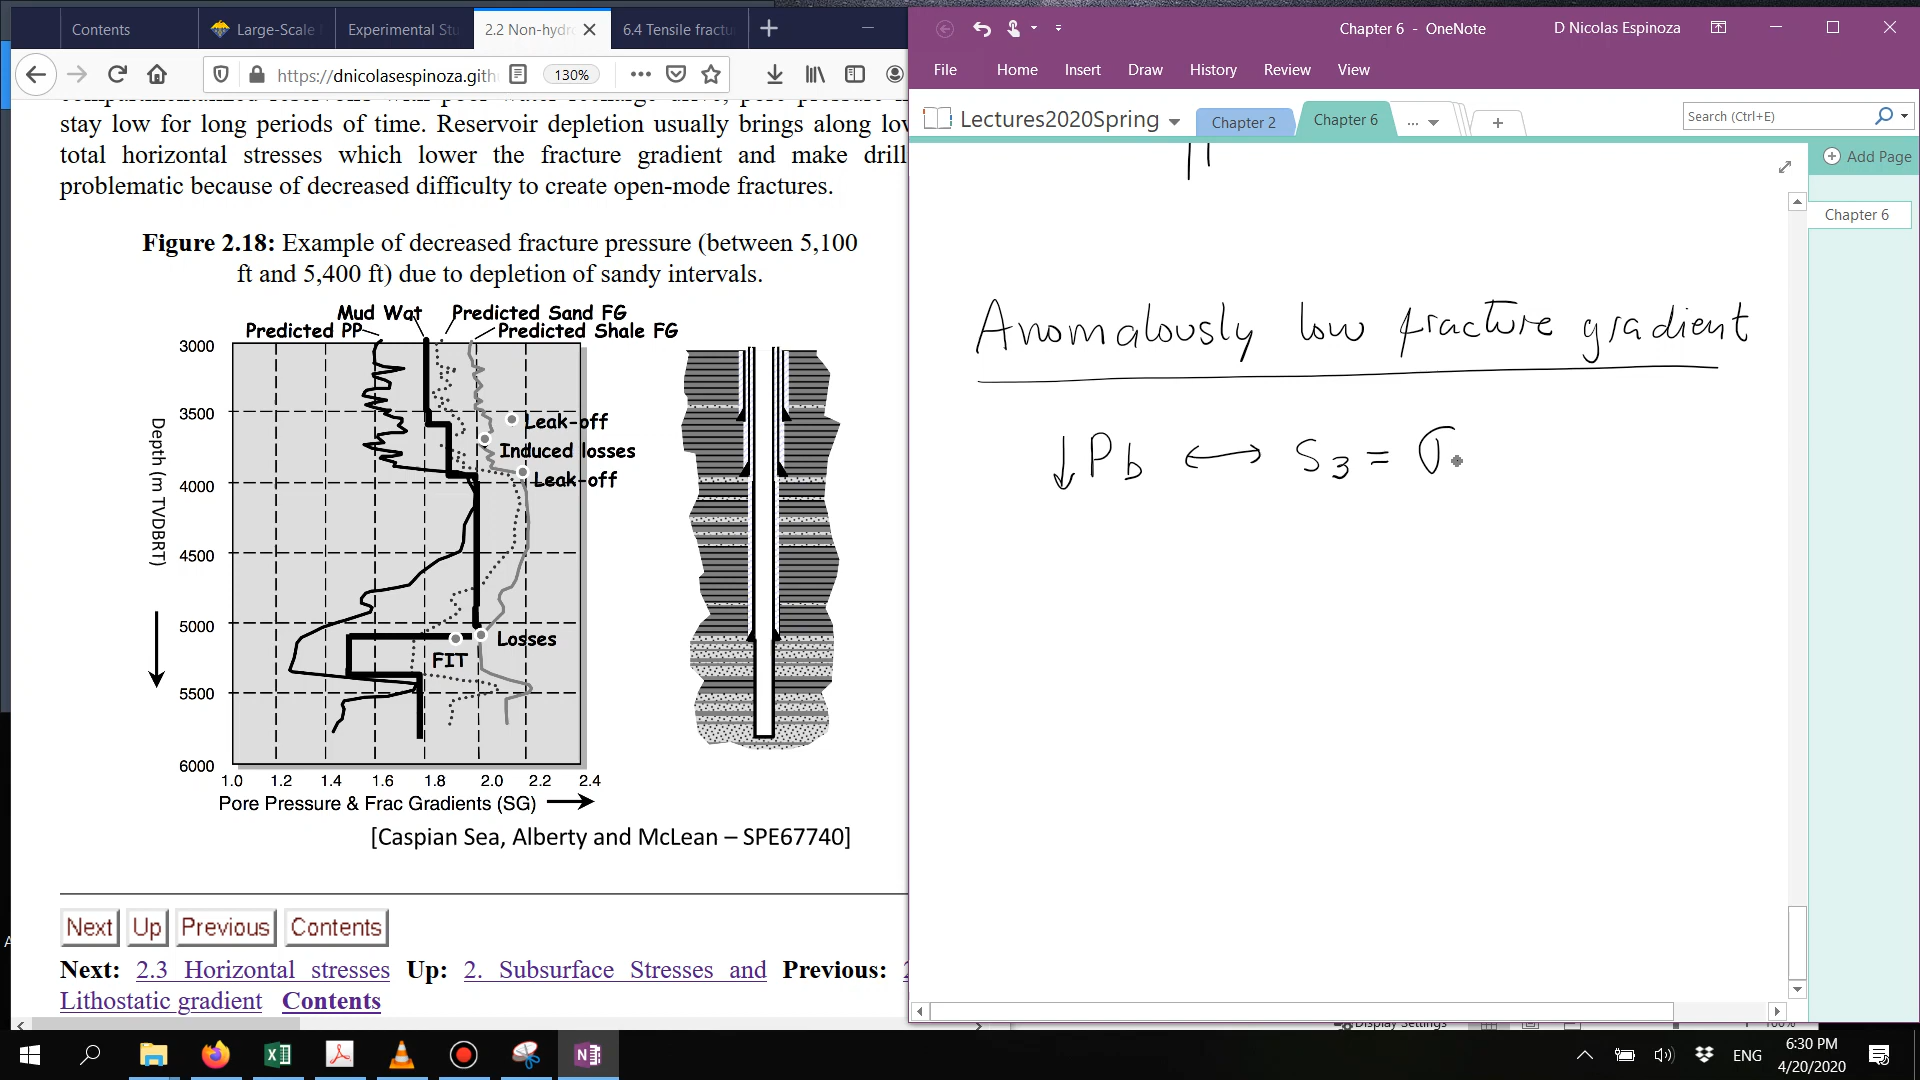 Contents
Large-Scale
Experimental Stu
2.2 Non-hydr
6.4 Tensile fractu
https://dnicolasespinoza.gith
130%
stay low for long periods of time. Reservoir depletion usually brings along low
total horizontal stresses which lower the fracture gradient and make drill
problematic because of decreased difficulty to create open-mode fractures.
Figure 2.18: Example of decreased fracture pressure (between 5,100
ft and 5,400 ft) due to depletion of sandy intervals.
Mud Wgt
Predicted Sand FG
Predicted PP
Predicted Shale FG
3000
3500
4000
4500
5000
5500
6000
Depth (m TVDBRT)
Leak-off
Induced losses
Leak-off
Losses
FIT
1.0 1.2 1.4 1.6 1.8 2.0 2.2 2.4
Pore Pressure & Frac Gradients (SG)
[Caspian Sea, Alberty and McLean – SPE67740]
Next Up Previous Contents
Next: 2.3 Horizontal stresses Up: 2. Subsurface Stresses and Previous: 2
Lithostatic gradient Contents
Chapter 6 - OneNote
D Nicolas Espinoza
File Home Insert Draw History Review View
Lectures2020Spring
Chapter 2
Chapter 6
...
Search (Ctrl+E)
Add Page
Chapter 6
Anomalously low fracture gradient
↓ Pb ↔ S3 = σ
Display Settings
100%
ENG
6:30 PM
4/20/2020